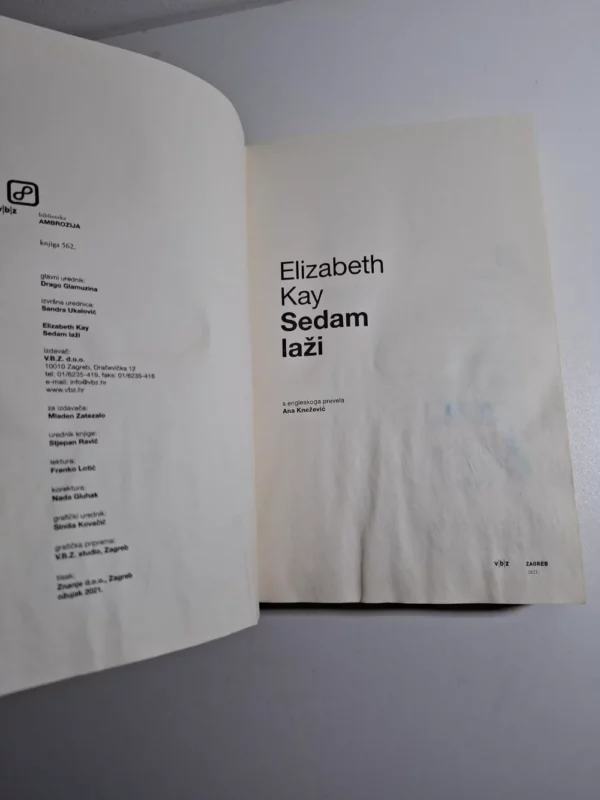 v|b|z
biblioteka
AMBROZIJA
knjiga 562.
glavni urednik:
Drago Glamuzina
izvršna urednica:
Sandra Ukalović
Elizabeth Kay
Sedam laži
izdavač:
V.B.Z. d.o.o.
10010 Zagreb, Dračevička 12
tel: 01/6235-419, faks: 01/6235-418
e-mail: info@vbz.hr
www.vbz.hr
za izdavača:
Mladen Zatezalo
urednik knjige:
Stjepan Ravić
lektura:
Franko Lotić
korektura:
Nada Gluhak
grafički urednik:
Siniša Kovačić
grafička priprema:
V.B.Z. studio, Zagreb
tisak:
Znanje d.o.o., Zagreb
ožujak 2021.
Elizabeth
Kay
Sedam
laži
s engleskoga prevela
Ana Knežević
v|b|z ZAGREB
2021.